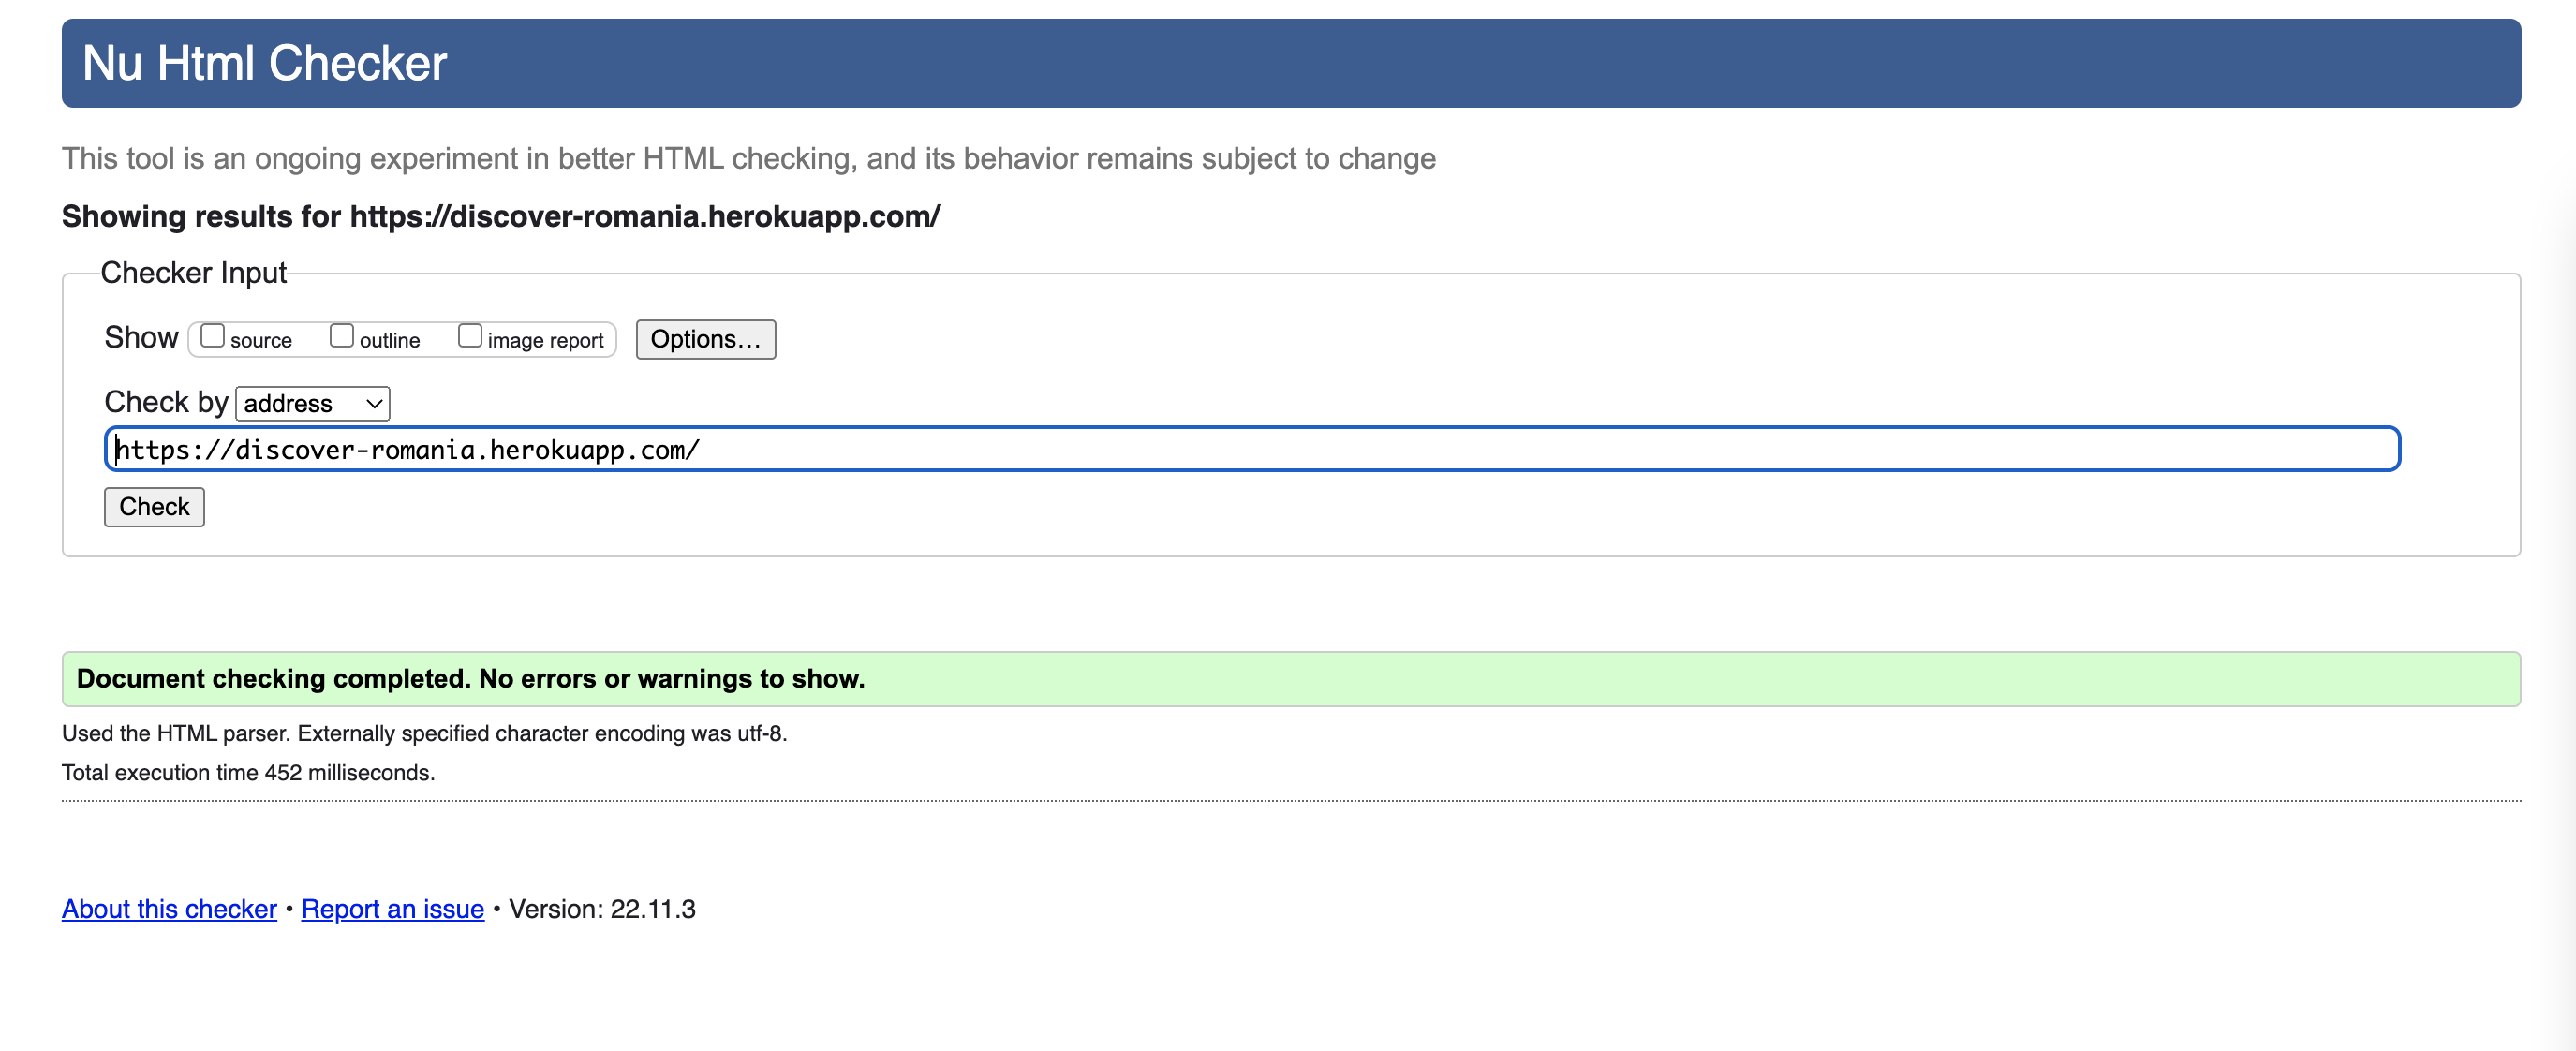 Nu Html Checker
This tool is an ongoing experiment in better HTML checking, and its behavior remains subject to change
Showing results for https://discover-romania.herokuapp.com/
Checker Input
Show source outline image report Options...
Check by address
https://discover-romania.herokuapp.com/
Check
Document checking completed. No errors or warnings to show.
Used the HTML parser. Externally specified character encoding was utf-8.
Total execution time 452 milliseconds.
About this checker • Report an issue • Version: 22.11.3